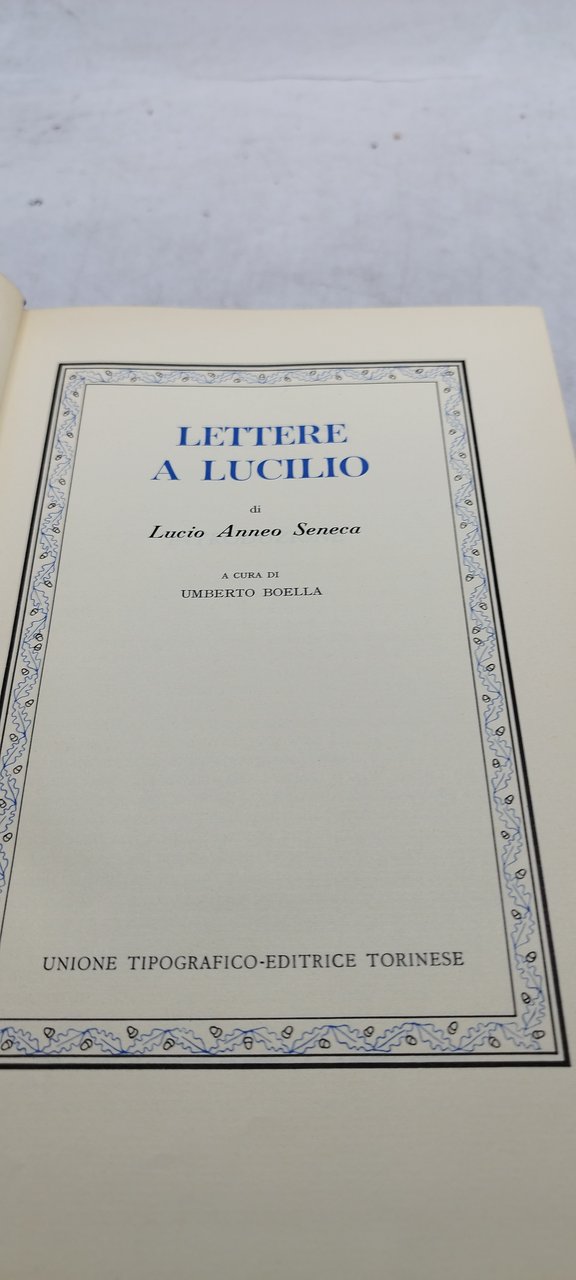 LETTERE
A LUCILIO
di
Lucio Anneo Seneca
A CURA DI
UMBERTO BOELLA
UNIONE TIPOGRAFICO-EDITRICE TORINESE